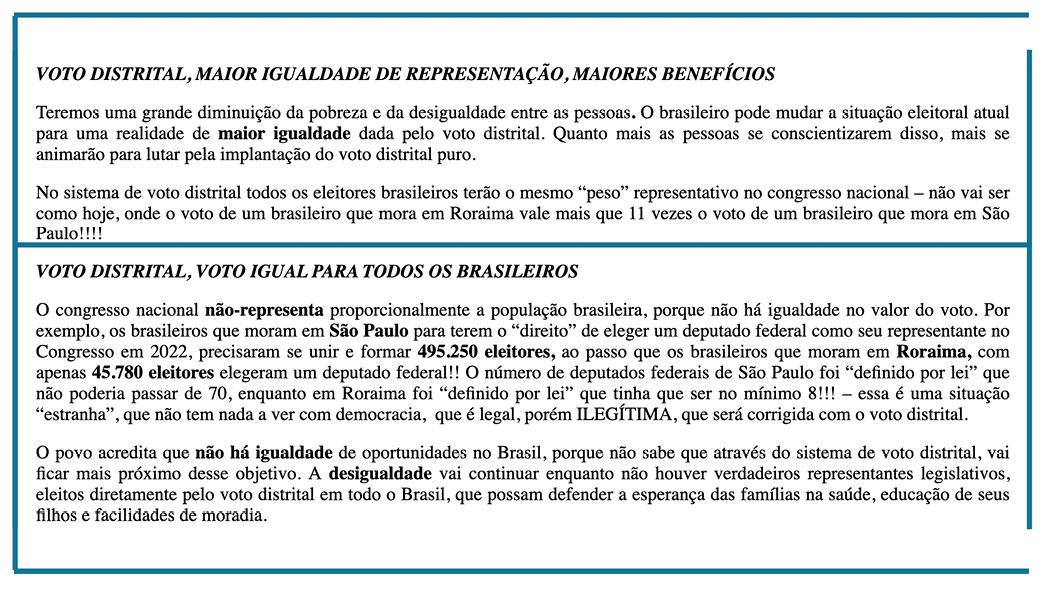 VOTO DISTRITAL, MAIOR IGUALDADE DE REPRESENTAÇÃO, MAIORES BENEFÍCIOS
Teremos uma grande diminuição da pobreza e da desigualdade entre as pessoas. O brasileiro pode mudar a situação eleitoral atual
para uma realidade de maior igualdade dada pelo voto distrital. Quanto mais as pessoas se conscientizarem disso, mais se
animarão para lutar pela implantação do voto distrital puro.
No sistema de voto distrital todos os eleitores brasileiros terão o mesmo “peso” representativo no congresso nacional – não vai ser
como hoje, onde o voto de um brasileiro que mora em Roraima vale mais que 11 vezes o voto de um brasileiro que mora em São
Paulo!!!!
VOTO DISTRITAL, VOTO IGUAL PARA TODOS OS BRASILEIROS
O congresso nacional não-representa proporcionalmente a população brasileira, porque não há igualdade no valor do voto. Por
exemplo, os brasileiros que moram em São Paulo para terem o “direito” de eleger um deputado federal como seu representante no
Congresso em 2022, precisaram se unir e formar 495.250 eleitores, ao passo que os brasileiros que moram em Roraima, com
apenas 45.780 eleitores elegeram um deputado federal!! O número de deputados federais de São Paulo foi “definido por lei” que
não poderia passar de 70, enquanto em Roraima foi “definido por lei” que tinha que ser no mínimo 8!!! – essa é uma situação
“estranha”, que não tem nada a ver com democracia, que é legal, porém ILEGÍTIMA, que será corrigida com o voto distrital.
O povo acredita que não há igualdade de oportunidades no Brasil, porque não sabe que através do sistema de voto distrital, vai
ficar mais próximo desse objetivo. A desigualdade vai continuar enquanto não houver verdadeiros representantes legislativos,
eleitos diretamente pelo voto distrital em todo o Brasil, que possam defender a esperança das famílias na saúde, educação de seus
filhos e facilidades de moradia.